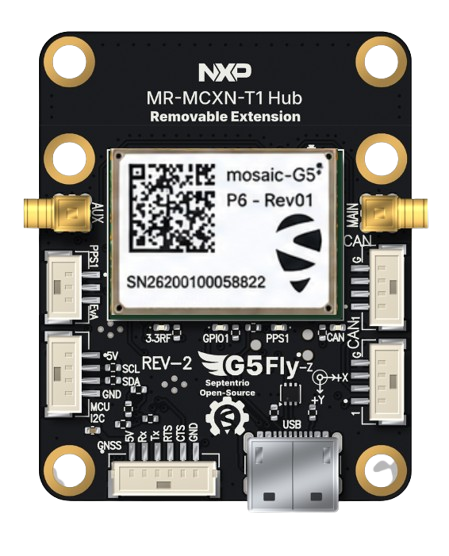 NXP
MR-MCXN-T1 Hub
Removable Extension
mosaic-G5
P6 - Rev01
SN26200100058822
AUX
MAIN
PPS1
EvA
CAN
G
CAN1
G
1
3.3RF
GPIO1
PPS1
CAN
5V
SCL
SDA
GND
MCU
I2C
REV-2
G5Fly
Septentrio
Open-Source
-Z
+X
+Y
USB
GNSS
5V
Rx
Tx
RTS
CTS
GND